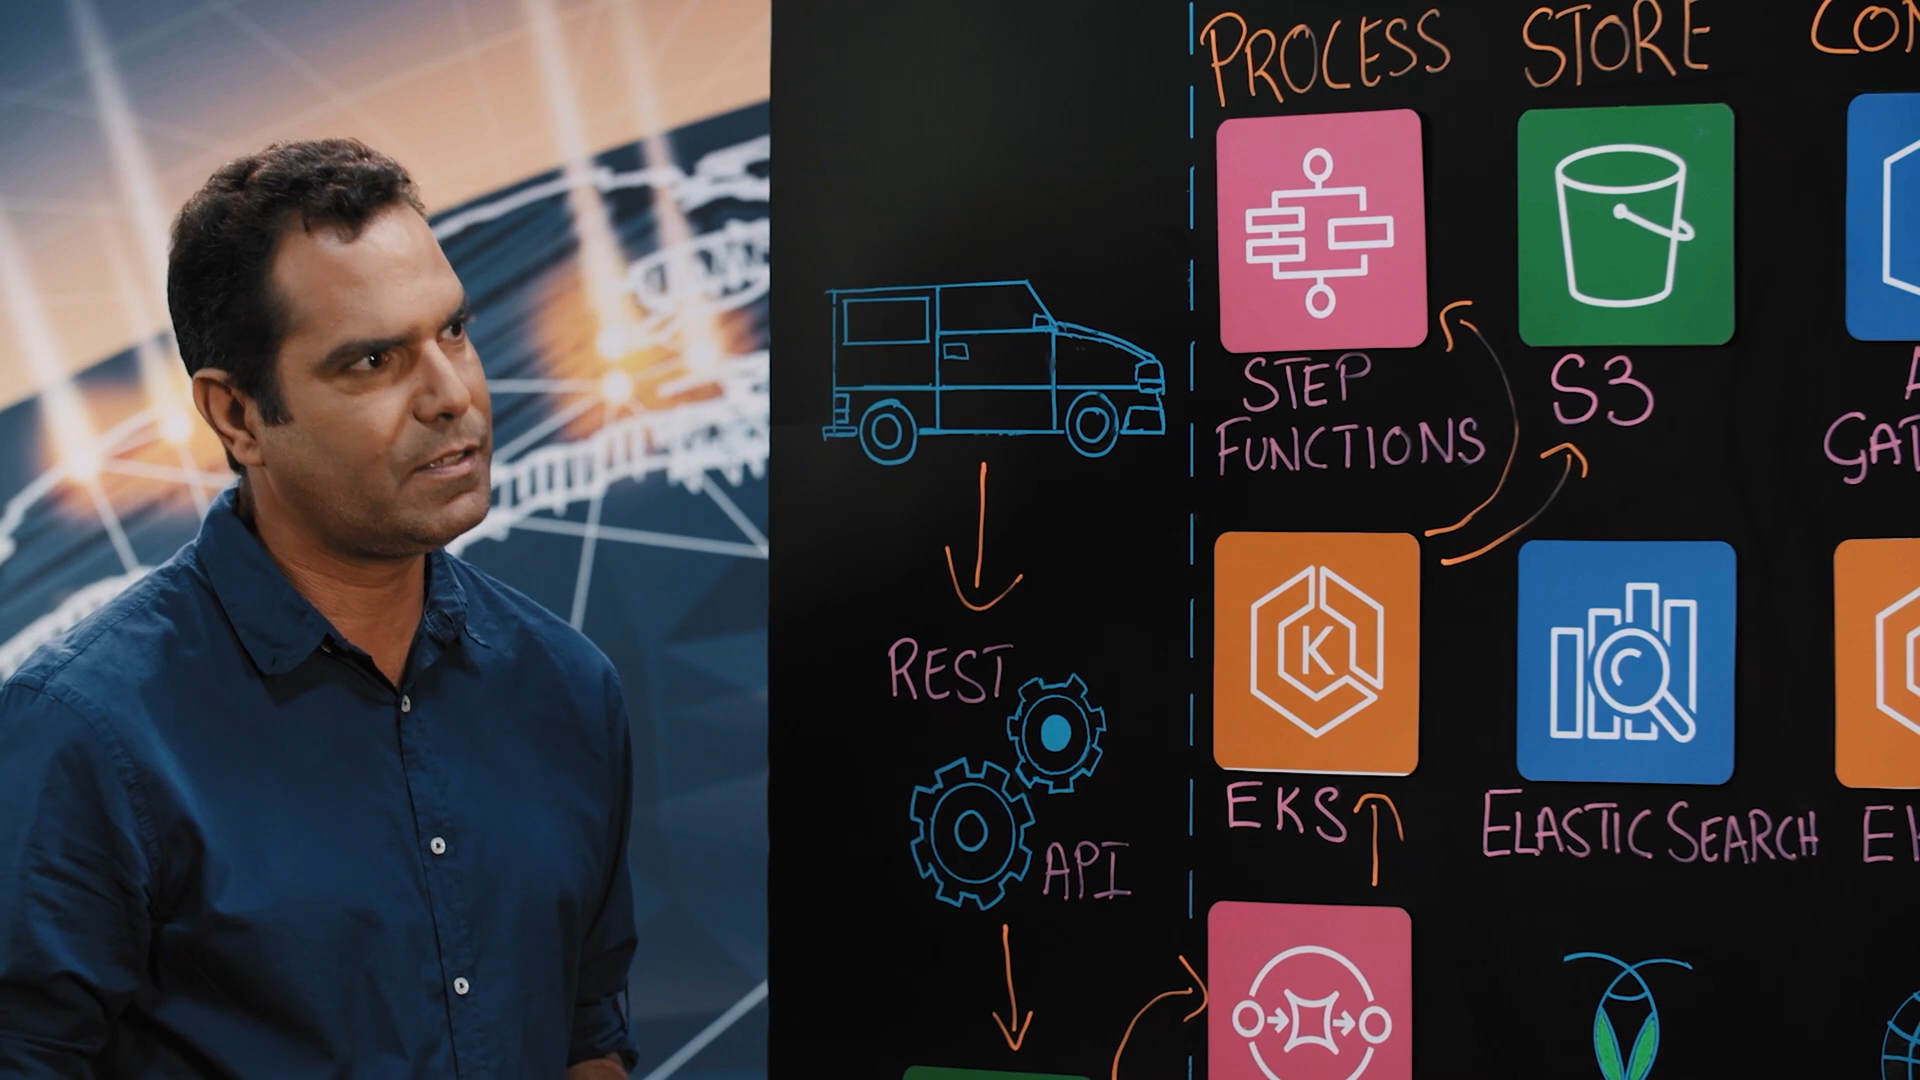 PROCESS
STORE
STEP
FUNCTIONS
S3
REST
API
K
EKS
ELASTIC SEARCH